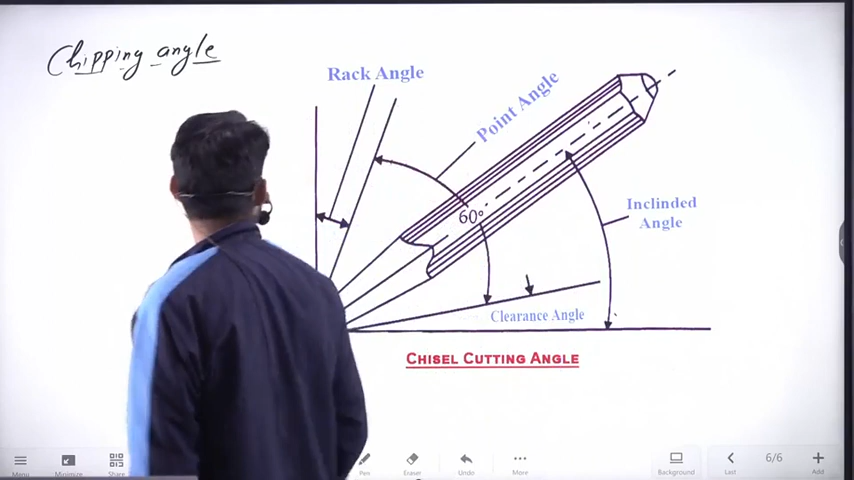 Chipping angle
Rack Angle
Point Angle
60°
Inclinded
Angle
Clearance Angle
CHISEL CUTTING ANGLE
Menu
Minimize
Share
Pen
Eraser
Undo
More
Background
Last
6/6
Add